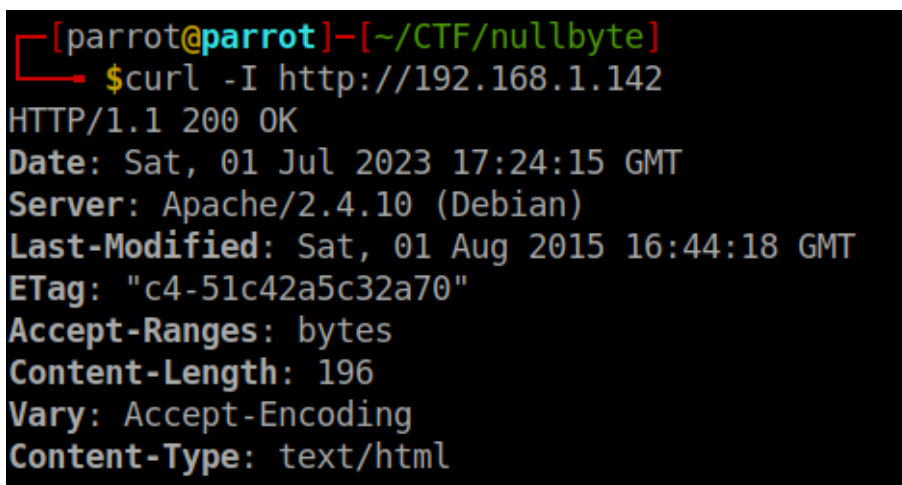 ┌─[parrot@parrot]─[~/CTF/nullbyte]
└──╼ $curl -I http://192.168.1.142
HTTP/1.1 200 OK
Date: Sat, 01 Jul 2023 17:24:15 GMT
Server: Apache/2.4.10 (Debian)
Last-Modified: Sat, 01 Aug 2015 16:44:18 GMT
ETag: "c4-51c42a5c32a70"
Accept-Ranges: bytes
Content-Length: 196
Vary: Accept-Encoding
Content-Type: text/html